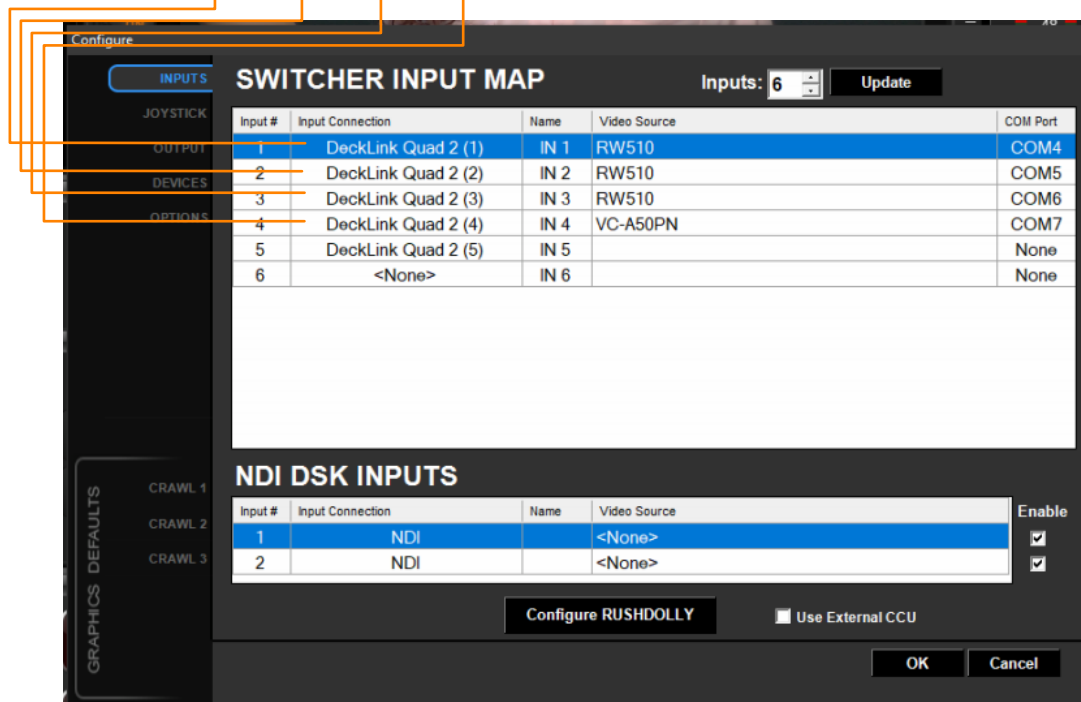 Configure
INPUTS
JOYSTICK
OUTPUT
DEVICES
OPTIONS
SWITCHER INPUT MAP Inputs: 6 Update
Input # Input Connection Name Video Source COM Port
1 DeckLink Quad 2 (1) IN 1 RW510 COM4
2 DeckLink Quad 2 (2) IN 2 RW510 COM5
3 DeckLink Quad 2 (3) IN 3 RW510 COM6
4 DeckLink Quad 2 (4) IN 4 VC-A50PN COM7
5 DeckLink Quad 2 (5) IN 5 None
6 <None> IN 6 None
GRAPHICS DEFAULTS
CRAWL 1
CRAWL 2
CRAWL 3
NDI DSK INPUTS
Input # Input Connection Name Video Source Enable
1 NDI <None>
2 NDI <None>
Configure RUSHDOLLY Use External CCU
OK Cancel